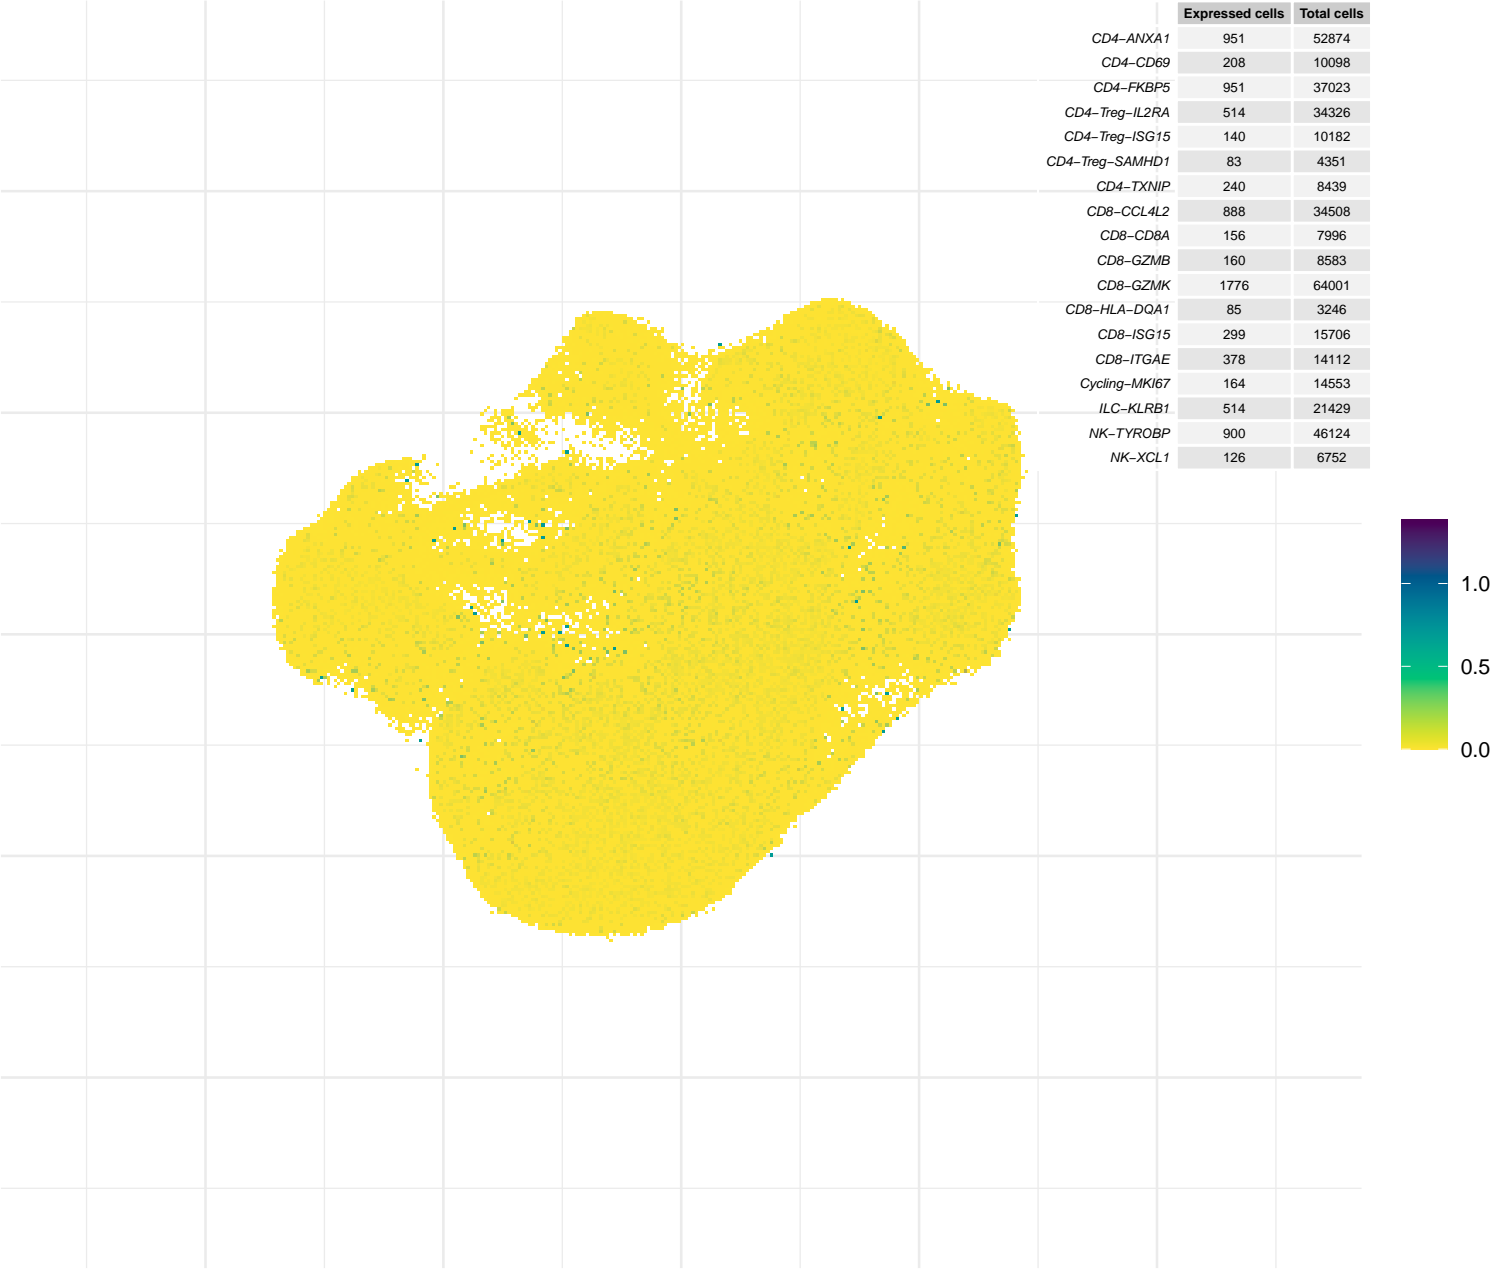 Expressed cells Total cells
CD4−ANXA1 951 52874
CD4−CD69 208 10098
CD4−FKBP5 951 37023
CD4−Treg−IL2RA 514 34326
CD4−Treg−ISG15 140 10182
CD4−Treg−SAMHD1 83 4351
CD4−TXNIP 240 8439
CD8−CCL4L2 888 34508
CD8−CD8A 156 7996
CD8−GZMB 160 8583
CD8−GZMK 1776 64001
CD8−HLA−DQA1 85 3246
CD8−ISG15 299 15706
CD8−ITGAE 378 14112
Cycling−MKI67 164 14553
ILC−KLRB1 514 21429
NK−TYROBP 900 46124
NK−XCL1 126 6752
1.0
0.5
0.0